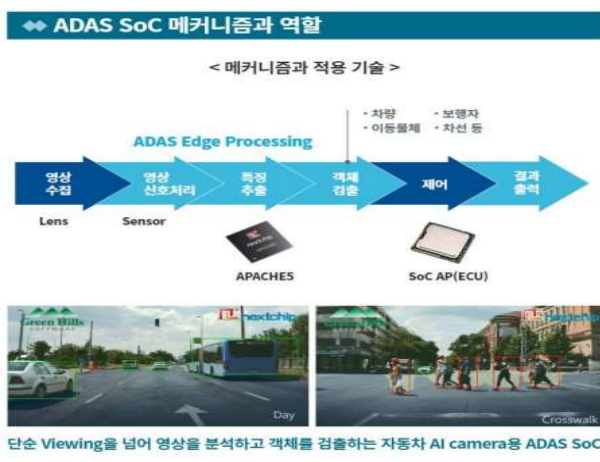 ADAS SoC 메커니즘과 역할
< 메커니즘과 적용 기술 >
· 차량 · 보행자
· 이동물체 · 차선 등
ADAS Edge Processing
영상 수집
영상 신호처리
특징 추출
객체 검출
제어
결과 출력
Lens
Sensor
nextchip
APACHE5
SoC AP(ECU)
Green Hills
SOFTWARE
nextchip
Day
Green Hills
nextchip
Crosswalk
단순 Viewing을 넘어 영상을 분석하고 객체를 검출하는 자동차 AI camera용 ADAS SoC